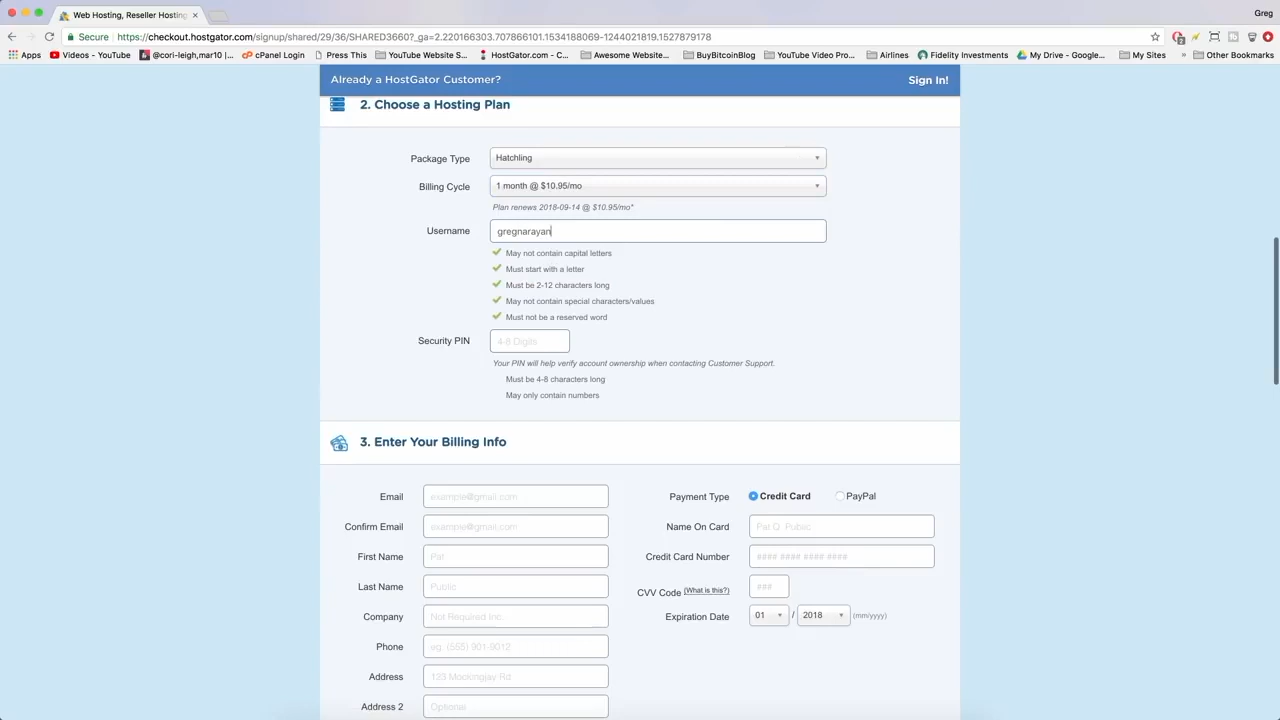 Web Hosting, Reseller Hosting
Greg
Secure https://checkout.hostgator.com/signup/shared/29/36/SHARED3660?_ga=2.220166303.707866101.1534188069-1244021819.1527879178
Apps Videos - YouTube @cori-leigh,mar10 |... cPanel Login Press This YouTube Website S... HostGator.com - C... Awesome Website... BuyBitcoinBlog YouTube Video Pro... Airlines Fidelity Investments My Drive - Google... My Sites » Other Bookmarks
Already a HostGator Customer? Sign In!
2. Choose a Hosting Plan
Package Type Hatchling
Billing Cycle 1 month @ $10.95/mo
Plan renews 2018-09-14 @ $10.95/mo*
Username gregnarayan
May not contain capital letters
Must start with a letter
Must be 2-12 characters long
May not contain special characters/values
Must not be a reserved word
Security PIN 4-8 Digits
Your PIN will help verify account ownership when contacting Customer Support.
Must be 4-8 characters long
May only contain numbers
3. Enter Your Billing Info
Email example@gmail.com Payment Type Credit Card PayPal
Confirm Email example@gmail.com Name On Card Pat Q. Public
First Name Pat Credit Card Number #### #### #### ####
Last Name Public CVV Code (What is this?) ###
Company Not Required Inc. Expiration Date 01 / 2018 (mm/yyyy)
Phone eg. (555) 901-9012
Address 123 Mockingjay Rd
Address 2 Optional